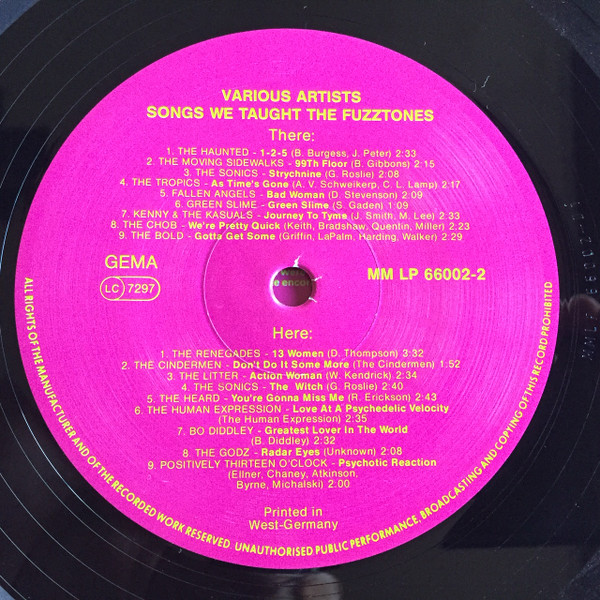 VARIOUS ARTISTS
SONGS WE TAUGHT THE FUZZTONES
There:
1. THE HAUNTED - 1-2-5 (B. Burgess, J. Peter) 2:33
2. THE MOVING SIDEWALKS - 99Th Floor (B. Gibbons) 2:15
3. THE SONICS - Strychnine (G. Roslie) 2:08
4. THE TROPICS - As Time's Gone (A. V. Schweikerp, C. L. Lamp) 2:17
5. FALLEN ANGELS - Bad Woman (D. Stevenson) 2:09
6. GREEN SLIME - Green Slime (S. Gaden) 1:09
7. KENNY & THE KASUALS - Journey To Tyme (J. Smith, M. Lee) 2:33
8. THE CHOB - We're Pretty Quick (Keith, Bradshaw, Quentin, Miller) 2:23
9. THE BOLD - Gotta Get Some (Griffin, LaPalm, Harding, Walker) 2:29
GEMA
LC 7297
MM LP 66002-2
e encor
Here:
1. THE RENEGADES - 13 Women (D. Thompson) 3:32
2. THE CINDERMEN - Don't Do It Some More (The Cindermen) 1:52
3. THE LITTER - Action Woman (W. Kendrick) 2:34
4. THE SONICS - The Witch (G. Roslie) 2:40
5. THE HEARD - You're Gonna Miss Me (R. Erickson) 2:43
6. THE HUMAN EXPRESSION - Love At A Psychedelic Velocity
(The Human Expression) 2:35
7. BO DIDDLEY - Greatest Lover In The World
(B. Diddley) 2:32
8. THE GODZ - Radar Eyes (Unknown) 2:08
9. POSITIVELY THIRTEEN O'CLOCK - Psychotic Reaction
(Ellner, Chaney, Atkinson,
Byrne, Michalski) 2.00
Printed in
West-Germany
ALL RIGHTS OF THE MANUFACTURER AND OF THE RECORDED WORK RESERVED. UNAUTHORISED PUBLIC PERFORMANCE, BROADCASTING AND COPYING OF THIS RECORD PROHIBITED